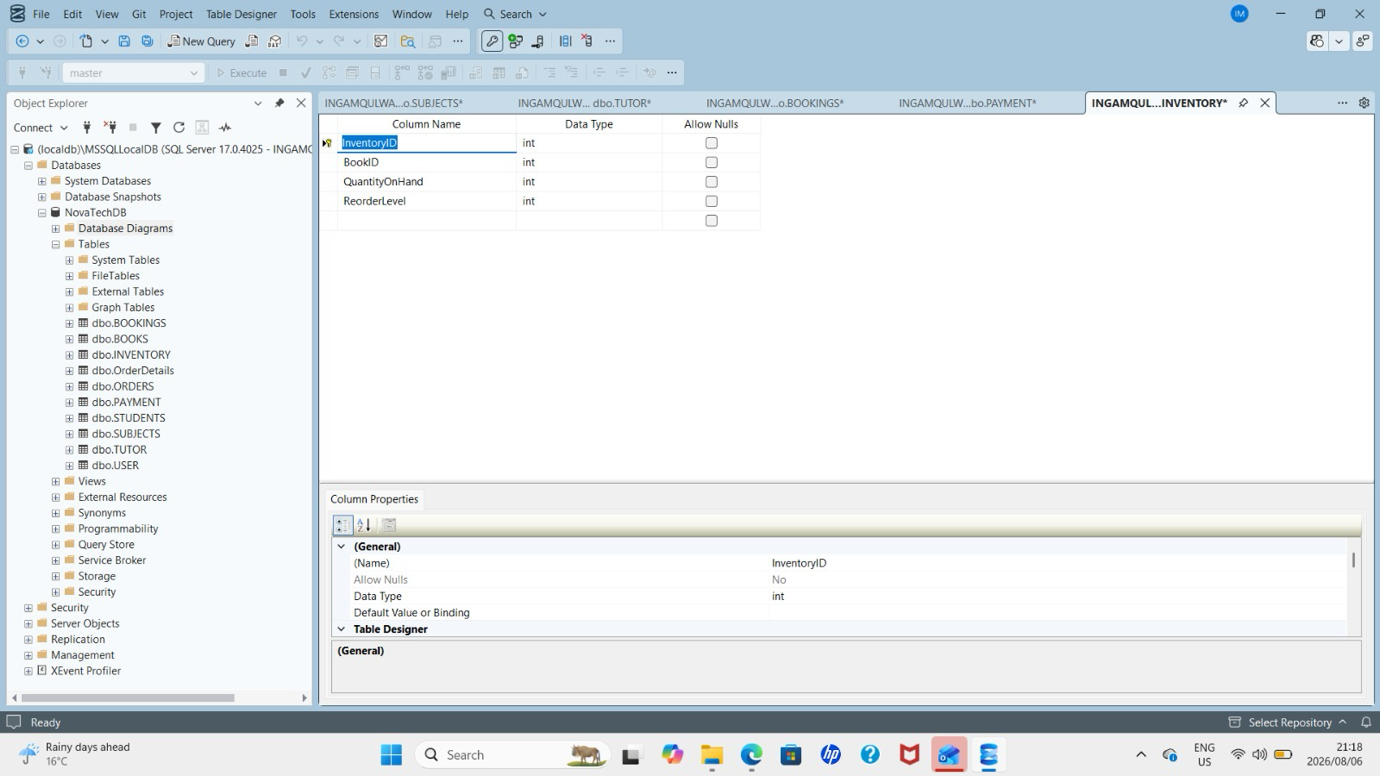 File Edit View Git Project Table Designer Tools Extensions Window Help Search IM
New Query
master Execute
Object Explorer
Connect
(localdb)\MSSQLLocalDB (SQL Server 17.0.4025 - INGAMC
Databases
System Databases
Database Snapshots
NovaTechDB
Database Diagrams
Tables
System Tables
FileTables
External Tables
Graph Tables
dbo.BOOKINGS
dbo.BOOKS
dbo.INVENTORY
dbo.OrderDetails
dbo.ORDERS
dbo.PAYMENT
dbo.STUDENTS
dbo.SUBJECTS
dbo.TUTOR
dbo.USER
Views
External Resources
Synonyms
Programmability
Query Store
Service Broker
Storage
Security
Security
Server Objects
Replication
Management
XEvent Profiler
INGAMQULWA...o.SUBJECTS* INGAMQULW... dbo.TUTOR* INGAMQULW...o.BOOKINGS* INGAMQULW...bo.PAYMENT* INGAMQUL...INVENTORY*
Column Name Data Type Allow Nulls
InventoryID int
BookID int
QuantityOnHand int
ReorderLevel int
Column Properties
(General)
(Name) InventoryID
Allow Nulls No
Data Type int
Default Value or Binding
Table Designer
(General)
Ready Select Repository
Rainy days ahead
16°C
Search
ENG
US
21:18
2026/08/06